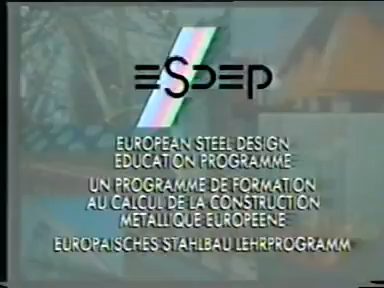 ESDEP
EUROPEAN STEEL DESIGN
EDUCATION PROGRAMME
UN PROGRAMME DE FORMATION
AU CALCUL DE LA CONSTRUCTION
METALLIQUE EUROPEENE
EUROPAISCHES STAHLBAU LEHRPROGRAMM